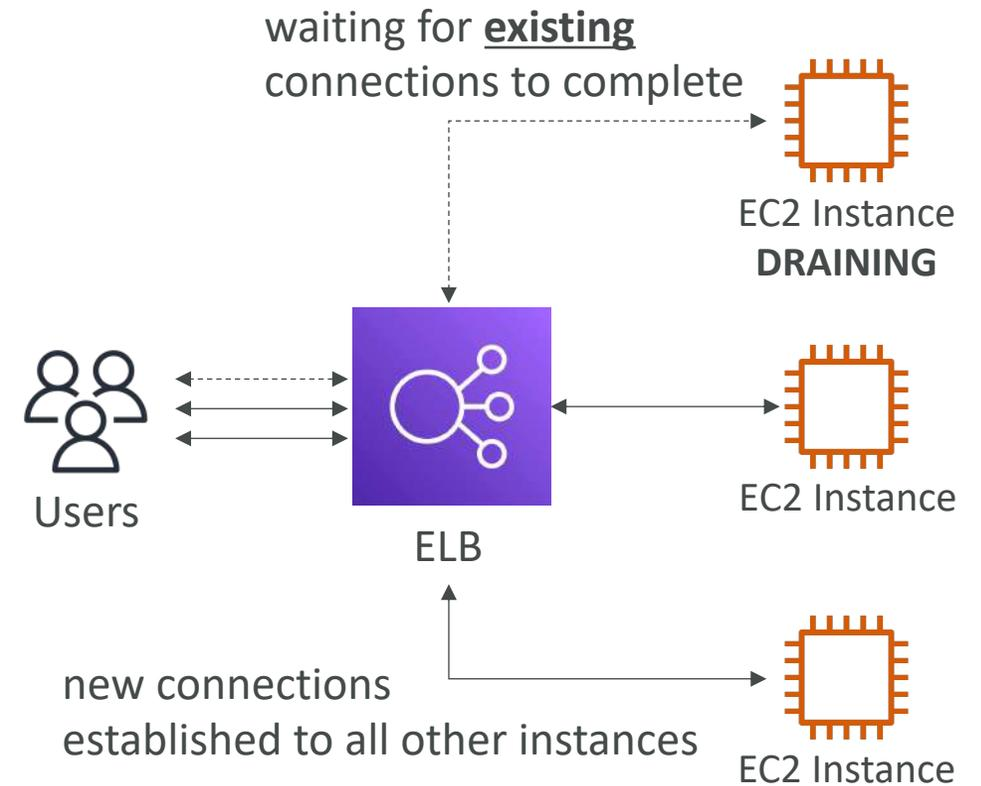 waiting for existing
connections to complete
EC2 Instance
DRAINING
Users
EC2 Instance
ELB
new connections
established to all other instances
EC2 Instance